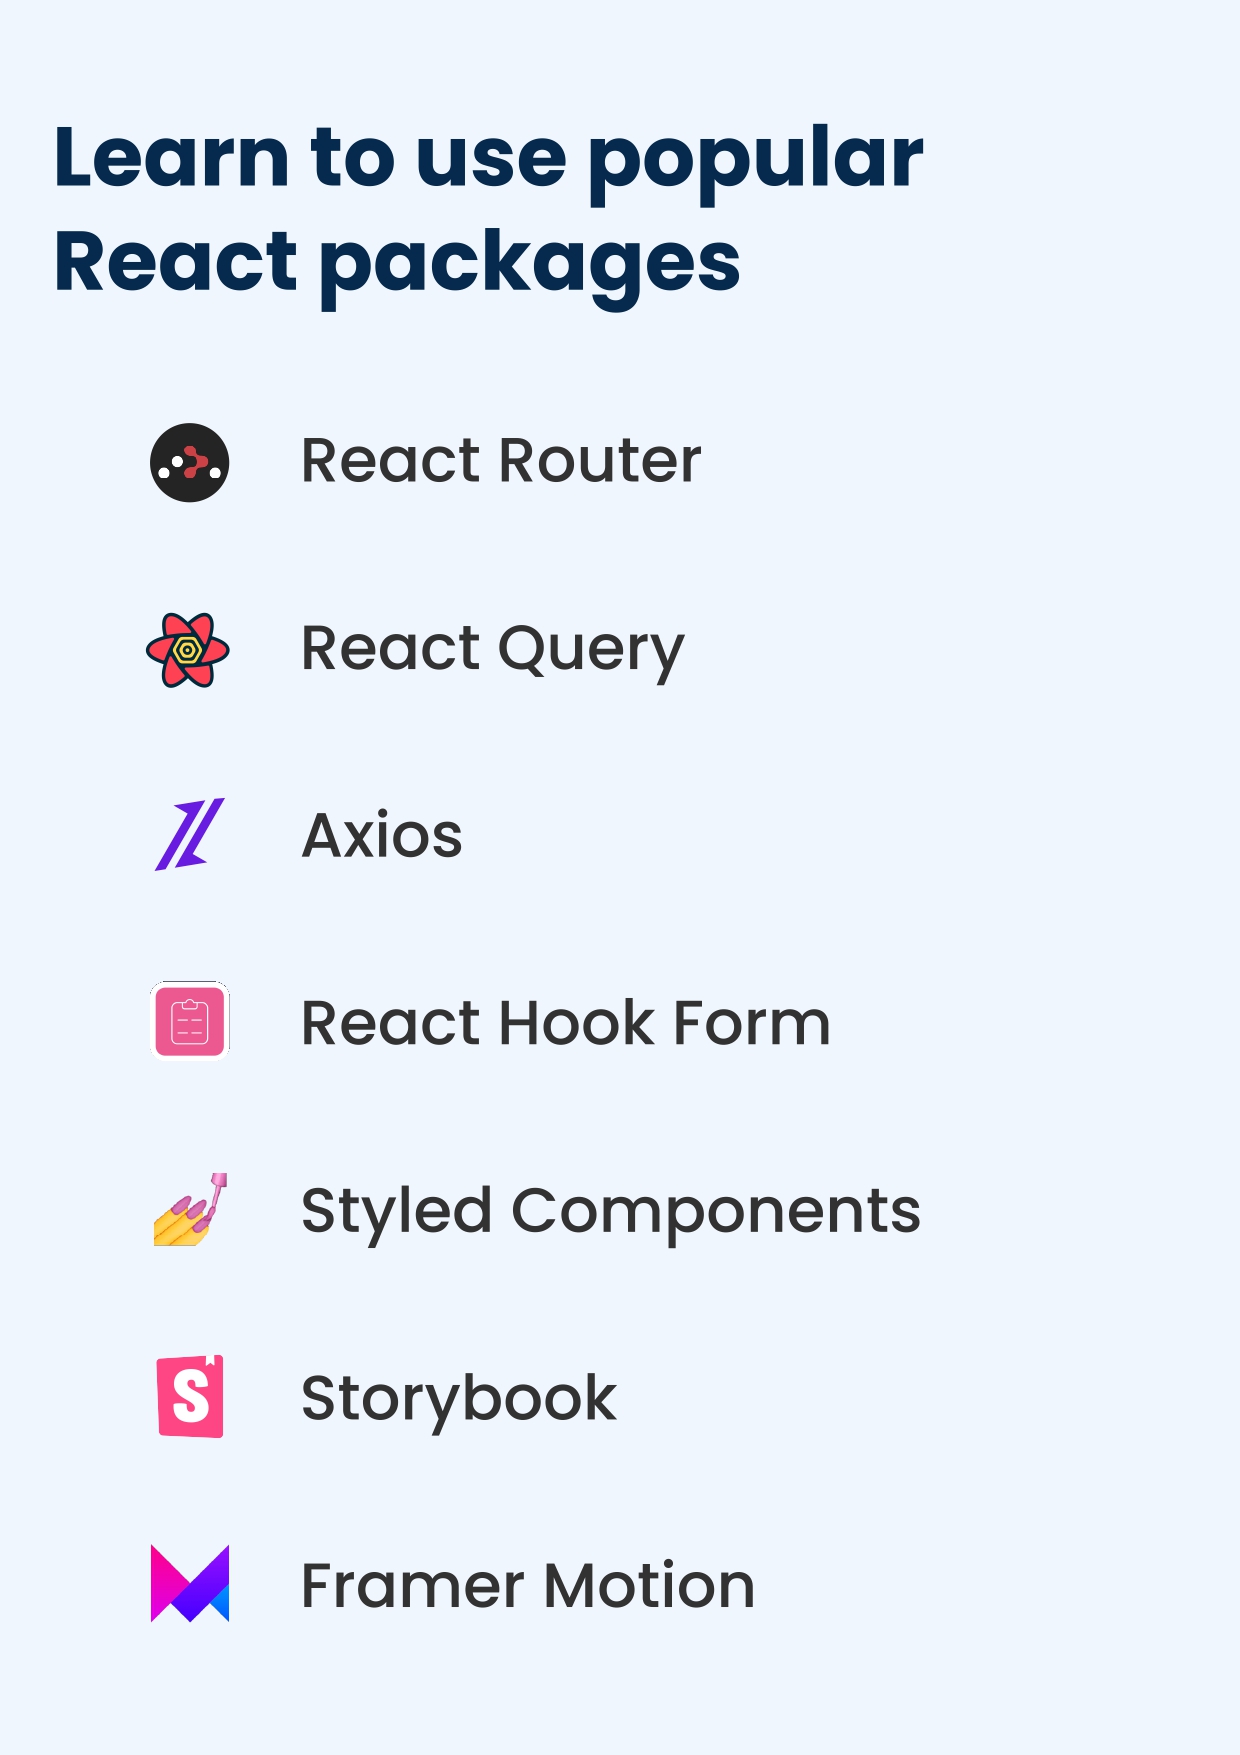 Learn to use popular
React packages
React Router
React Query
Axios
React Hook Form
Styled Components
S
Storybook
Framer Motion